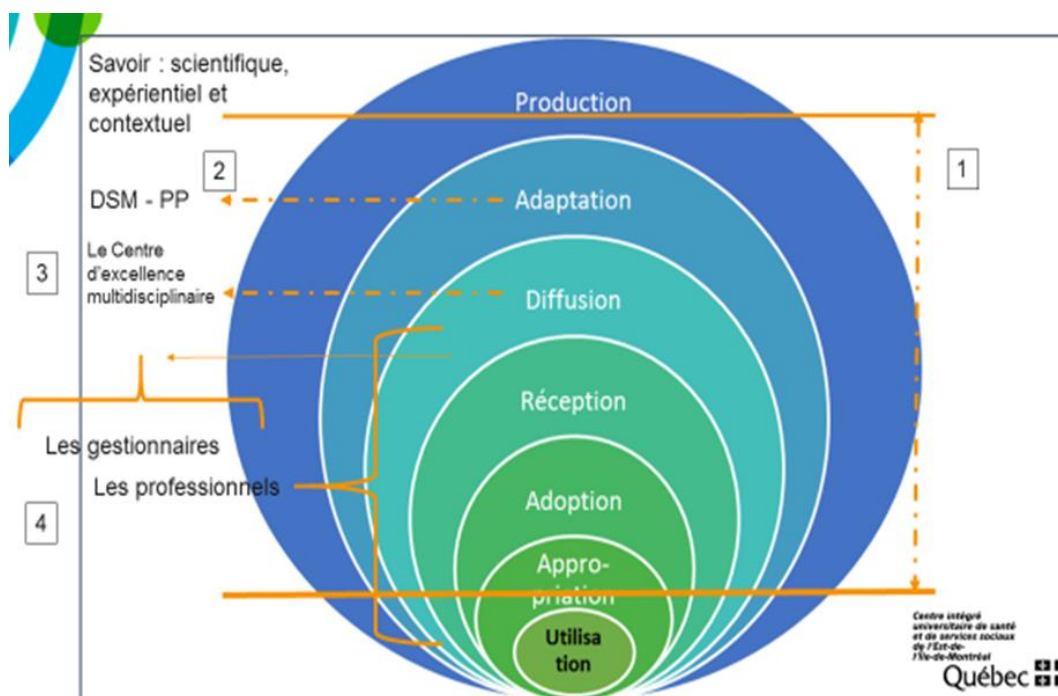 Savoir : scientifique,
expérientiel et
contextuel
Production
1
2
DSM - PP
Adaptation
3
Le Centre
d'excellence
multidisciplinaire
Diffusion
Réception
Les gestionnaires
Les professionnels
4
Adoption
Appro-
priation
Utilisa
tion
Centre intégré
universitaire de santé
et de services sociaux
de l'Est-de-
l'Île-de-Montréal
Québec